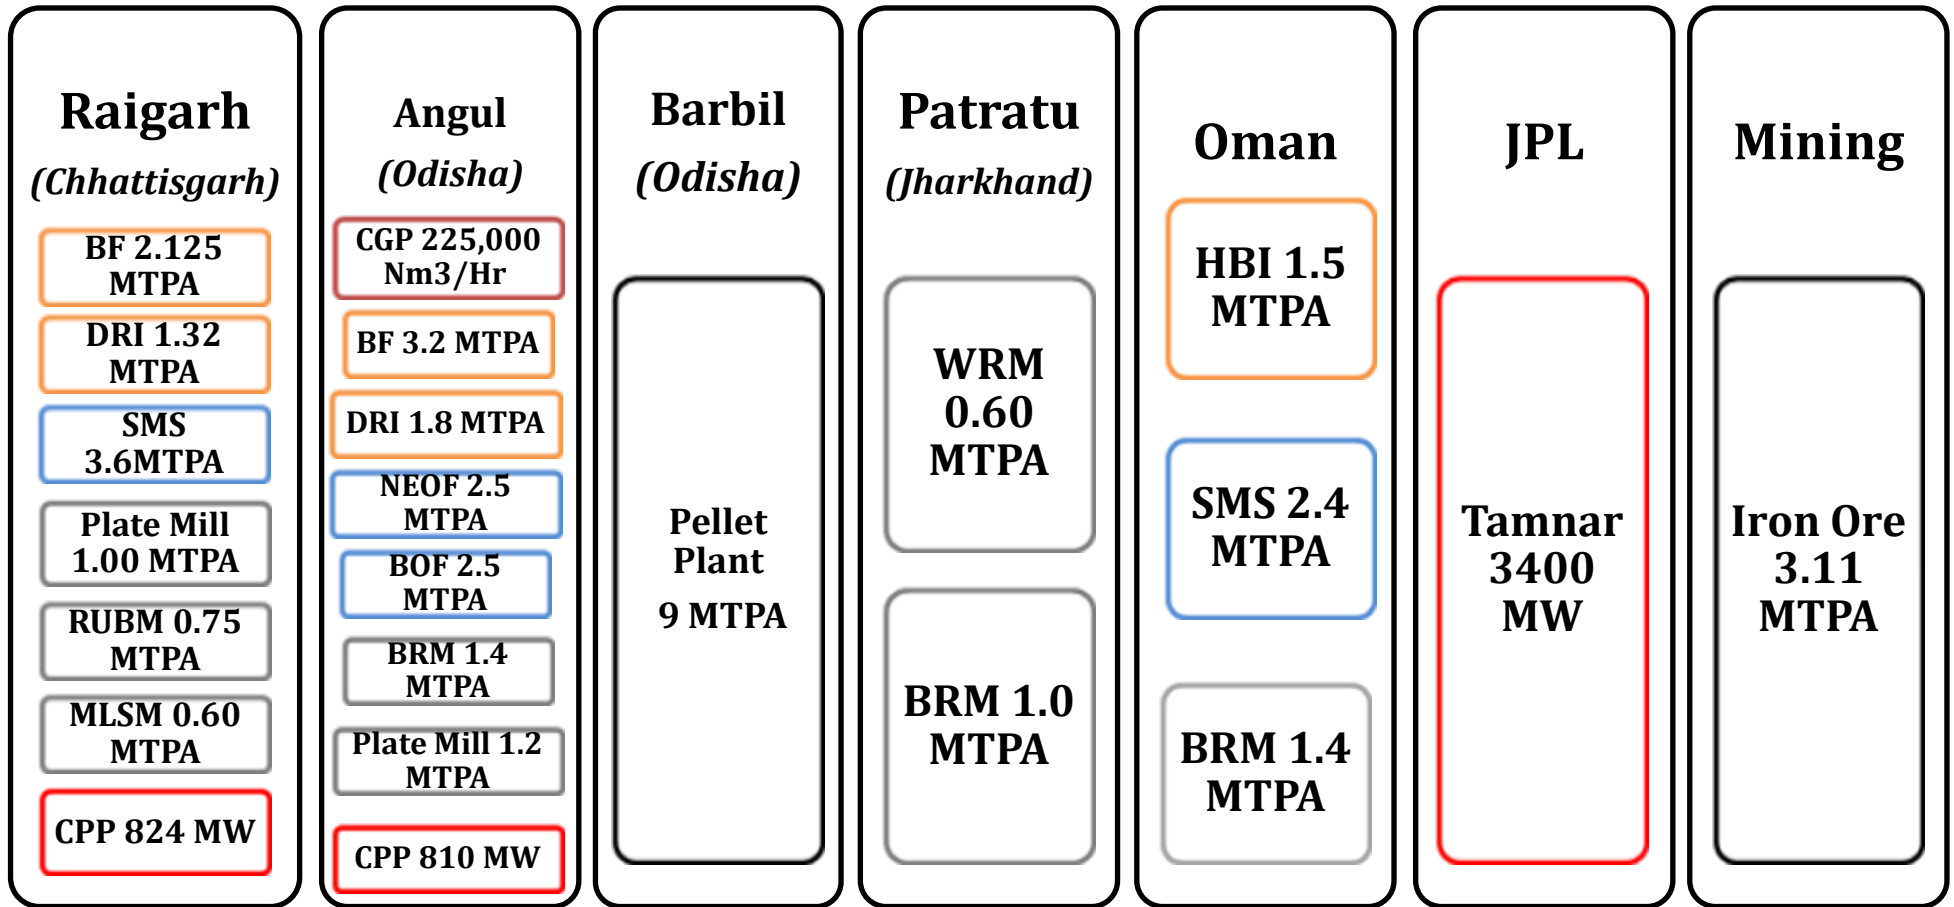 Raigarh
(Chhattisgarh)
BF 2.125
MTPA
DRI 1.32
MTPA
SMS
3.6MTPA
Plate Mill
1.00 MTPA
RUBM 0.75
MTPA
MLSM 0.60
MTPA
CPP 824 MW
Angul
(Odisha)
CGP 225,000
Nm3/Hr
BF 3.2 MTPA
DRI 1.8 MTPA
NEOF 2.5
MTPA
BOF 2.5
MTPA
BRM 1.4
MTPA
Plate Mill 1.2
MTPA
CPP 810 MW
Barbil
(Odisha)
Pellet
Plant
9 MTPA
Patratu
(Jharkhand)
WRM
0.60
MTPA
BRM 1.0
MTPA
Oman
HBI 1.5
MTPA
SMS 2.4
MTPA
BRM 1.4
MTPA
JPL
Tamnar
3400
MW
Mining
Iron Ore
3.11
MTPA